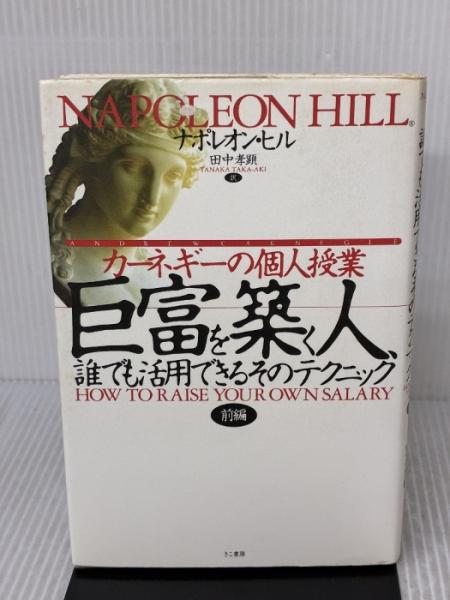 NAPOLEON HILL®
ナポレオン・ヒル
田中孝顕
TANAKA TAKA-AKI
訳
ANDREW CARNEGIE
カーネギーの個人授業
巨富を築く人、
誰でも活用できるそのテクニック
HOW TO RAISE YOUR OWN SALARY
前編
きこ書房